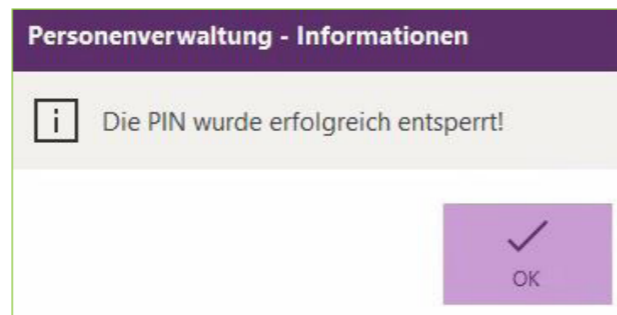 Personenverwaltung - Informationen
Die PIN wurde erfolgreich entsperrt!
OK